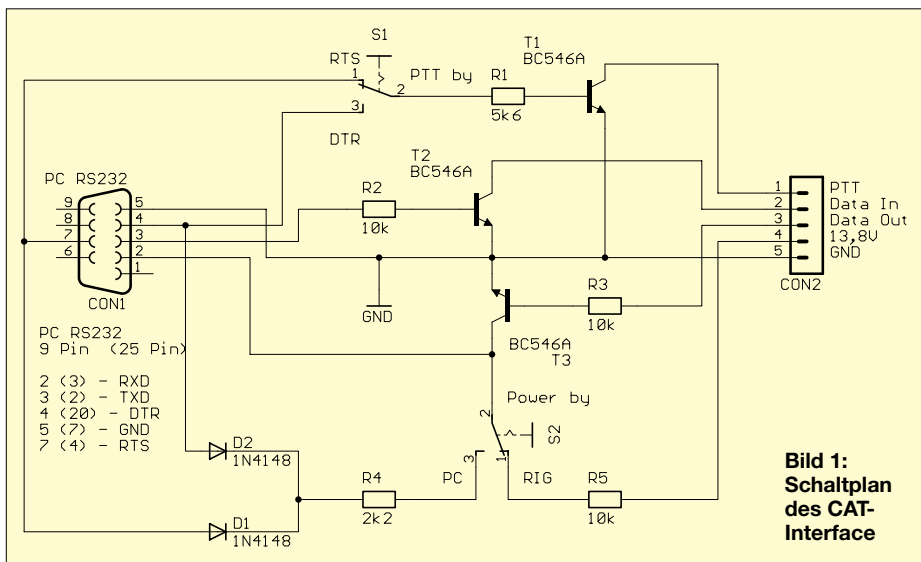 S1
RTS
1
2
3
PTT by
DTR
R1
5k6
T1
BC546A
T2
BC546A
PC RS232
9
8
7
6
5
4
3
2
1
CON1
R2
10k
1
2
3
4
5
PTT
Data In
Data Out
13,8V
GND
CON2
GND
R3
10k
BC546A
T3
PC RS232
9 Pin (25 Pin)
2 (3) – RXD
3 (2) – TXD
4 (20) – DTR
5 (7) – GND
7 (4) – RTS
Power by
2
3
1
S2
PC
RIG
D2
1N4148
D1
1N4148
R4
2k2
R5
10k
Bild 1:
Schaltplan
des CAT-
Interface